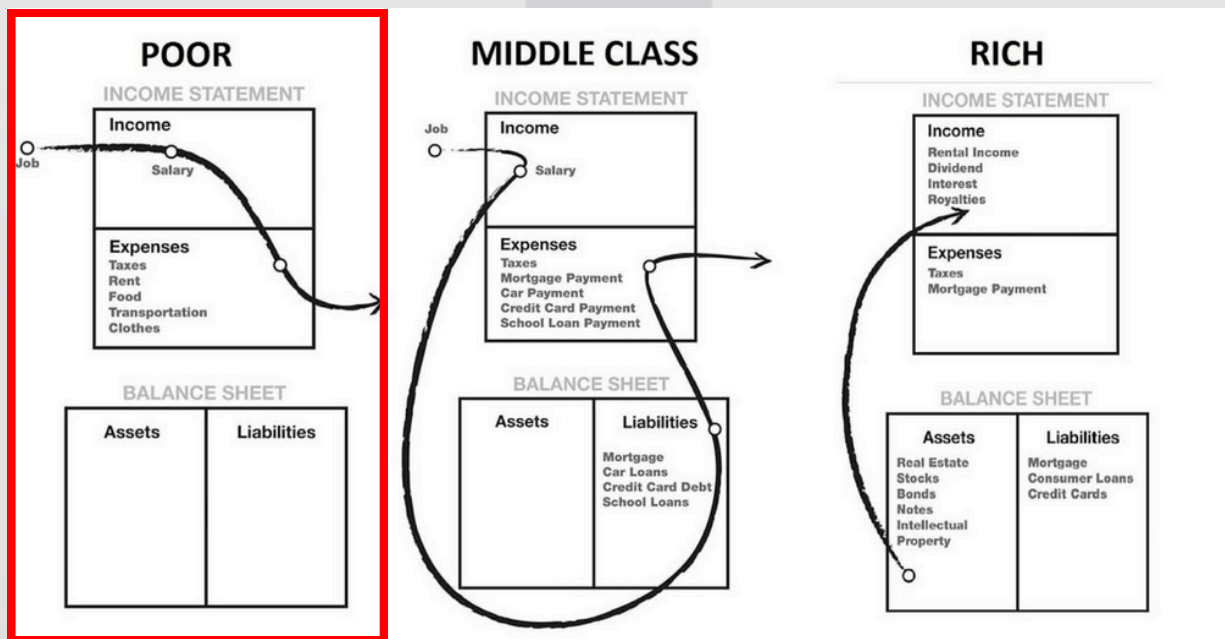 POOR
INCOME STATEMENT
Income
Job
Salary
Expenses
Taxes
Rent
Food
Transportation
Clothes
BALANCE SHEET
Assets
Liabilities
MIDDLE CLASS
INCOME STATEMENT
Job
Income
Salary
Expenses
Taxes
Mortgage Payment
Car Payment
Credit Card Payment
School Loan Payment
BALANCE SHEET
Assets
Liabilities
Mortgage
Car Loans
Credit Card Debt
School Loans
RICH
INCOME STATEMENT
Income
Rental Income
Dividend
Interest
Royalties
Expenses
Taxes
Mortgage Payment
BALANCE SHEET
Assets
Real Estate
Stocks
Bonds
Notes
Intellectual
Property
Liabilities
Mortgage
Consumer Loans
Credit Cards